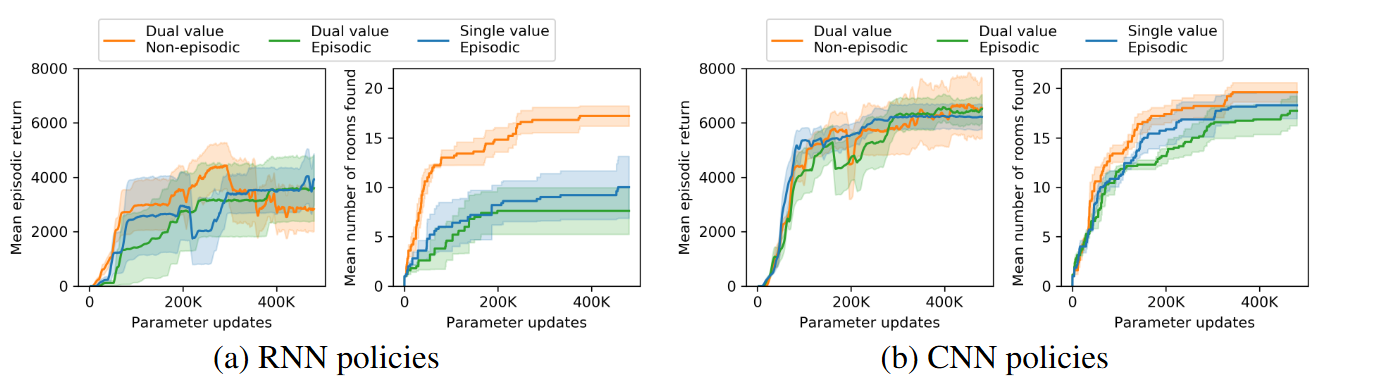 Dual value
Non-episodic
Dual value
Episodic
Single value
Episodic
8000
6000
4000
2000
0
Mean episodic return
0
200K
400K
Parameter updates
20
15
10
5
0
Mean number of rooms found
0
200K
400K
Parameter updates
(a) RNN policies
Dual value
Non-episodic
Dual value
Episodic
Single value
Episodic
8000
6000
4000
2000
0
Mean episodic return
0
200K
400K
Parameter updates
20
15
10
5
0
Mean number of rooms found
0
200K
400K
Parameter updates
(b) CNN policies